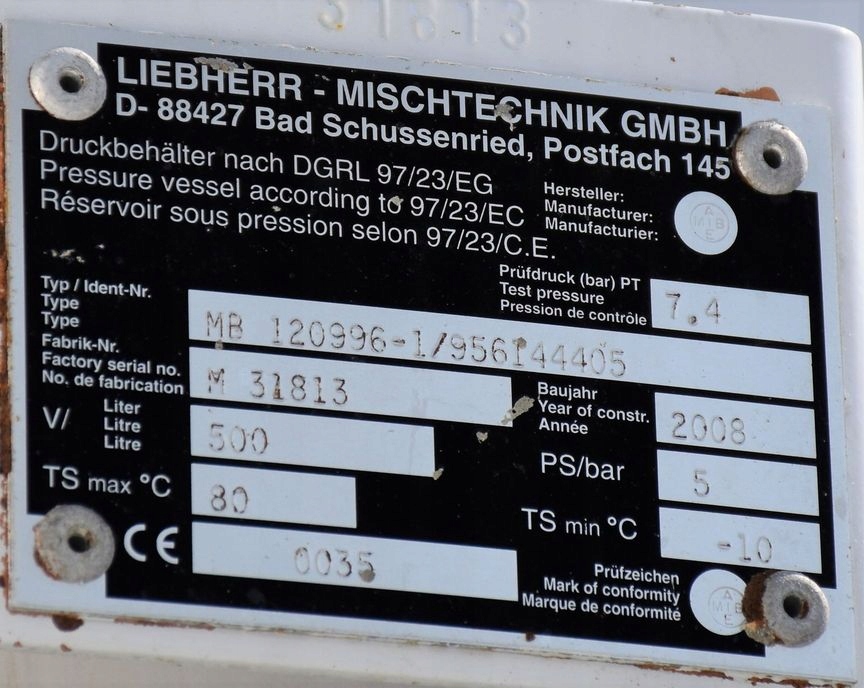 31813
LIEBHERR - MISCHTECHNIK GMBH
D- 88427 Bad Schussenried, Postfach 145
Druckbehälter nach DGRL 97/23/EG
Pressure vessel according to 97/23/EC
Réservoir sous pression selon 97/23/C.E.
Hersteller:
Manufacturer:
Manufacturier:
A
MIB
E
Prüfdruck (bar) PT
Test pressure
Pression de contrôle
7,4
Typ / Ident-Nr.
Type
Type
MB 120996-1/956144405
Fabrik-Nr.
Factory serial no.
No. de fabrication
M 31813
Baujahr
Year of constr.
Année
2008
V/
Liter
Litre
Litre
500
PS/bar
5
TS max °C
80
TS min °C
-10
CE
0035
Prüfzeichen
Mark of conformity
Marque de conformité
A
MIB
E